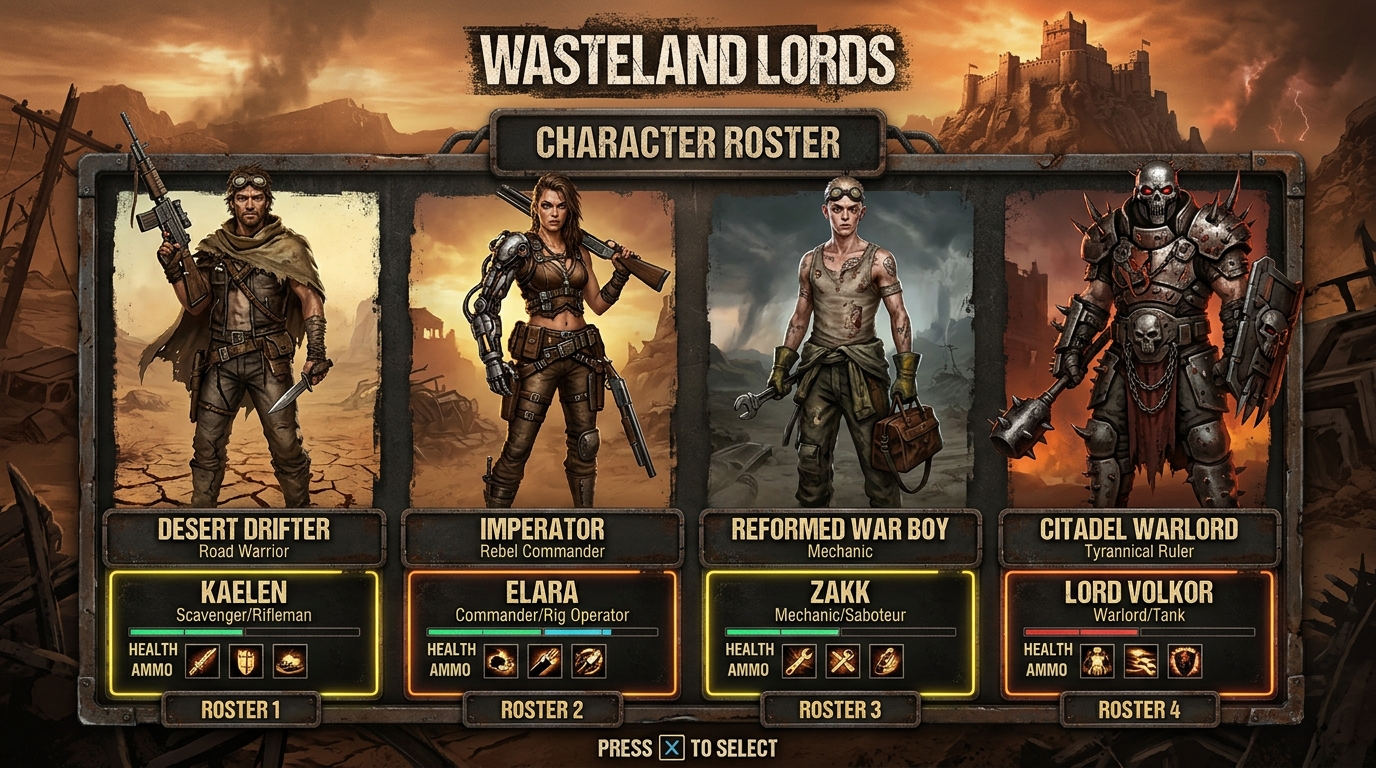 WASTELAND LORDS
CHARACTER ROSTER
DESERT DRIFTER
Road Warrior
KAELEN
Scavenger/Rifleman
HEALTH
AMMO
ROSTER 1
IMPERATOR
Rebel Commander
ELARA
Commander/Rig Operator
HEALTH
AMMO
ROSTER 2
REFORMED WAR BOY
Mechanic
ZAKK
Mechanic/Saboteur
HEALTH
AMMO
ROSTER 3
CITADEL WARLORD
Tyrannical Ruler
LORD VOLKOR
Warlord/Tank
HEALTH
AMMO
ROSTER 4
PRESS X TO SELECT